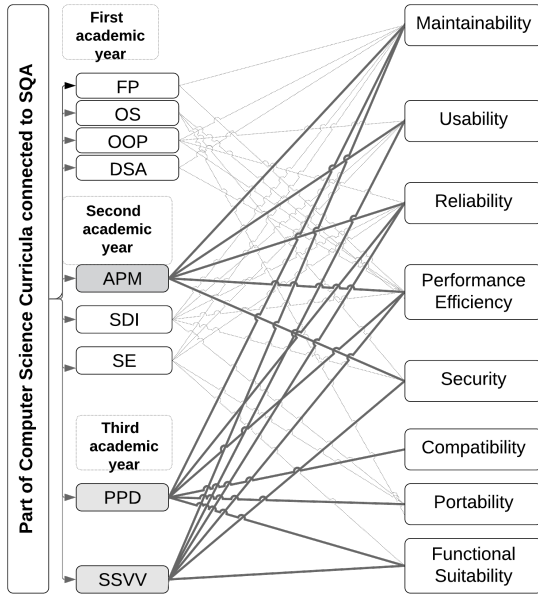 Part of Computer Science Curricula connected to SQA
First
academic
year
FP
OS
OOP
DSA
Second
academic
year
APM
SDI
SE
Third
academic
year
PPD
SSVV
Maintainability
Usability
Reliability
Performance
Efficiency
Security
Compatibility
Portability
Functional
Suitability